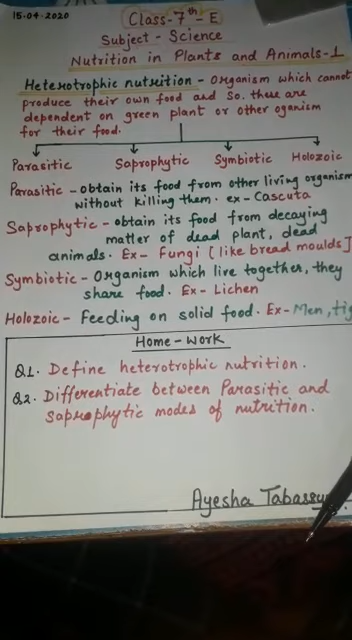 15-04-2020
Class-7th-E
Subject - Science
Nutrition in Plants and Animals-1
Heterotrophic nutrition - Organism which cannot
produce their own food and so. these are
dependent on green plant or other oganism
for their food.
Parasitic Saprophytic Symbiotic Holozoic
Parasitic - obtain its food from other living organism
without killing them. ex - Cascuta
Saprophytic - obtain its food from decaying
matter of dead plant, dead
animals. Ex - Fungi [like bread moulds]
Symbiotic - Organism which live together, they
share food. Ex - Lichen
Holozoic - Feeding on solid food. Ex - Men, tig
Home-Work
Q1. Define heterotrophic nutrition.
Q2. Differentiate between Parasitic and
saprophytic modes of nutrition.
Ayesha